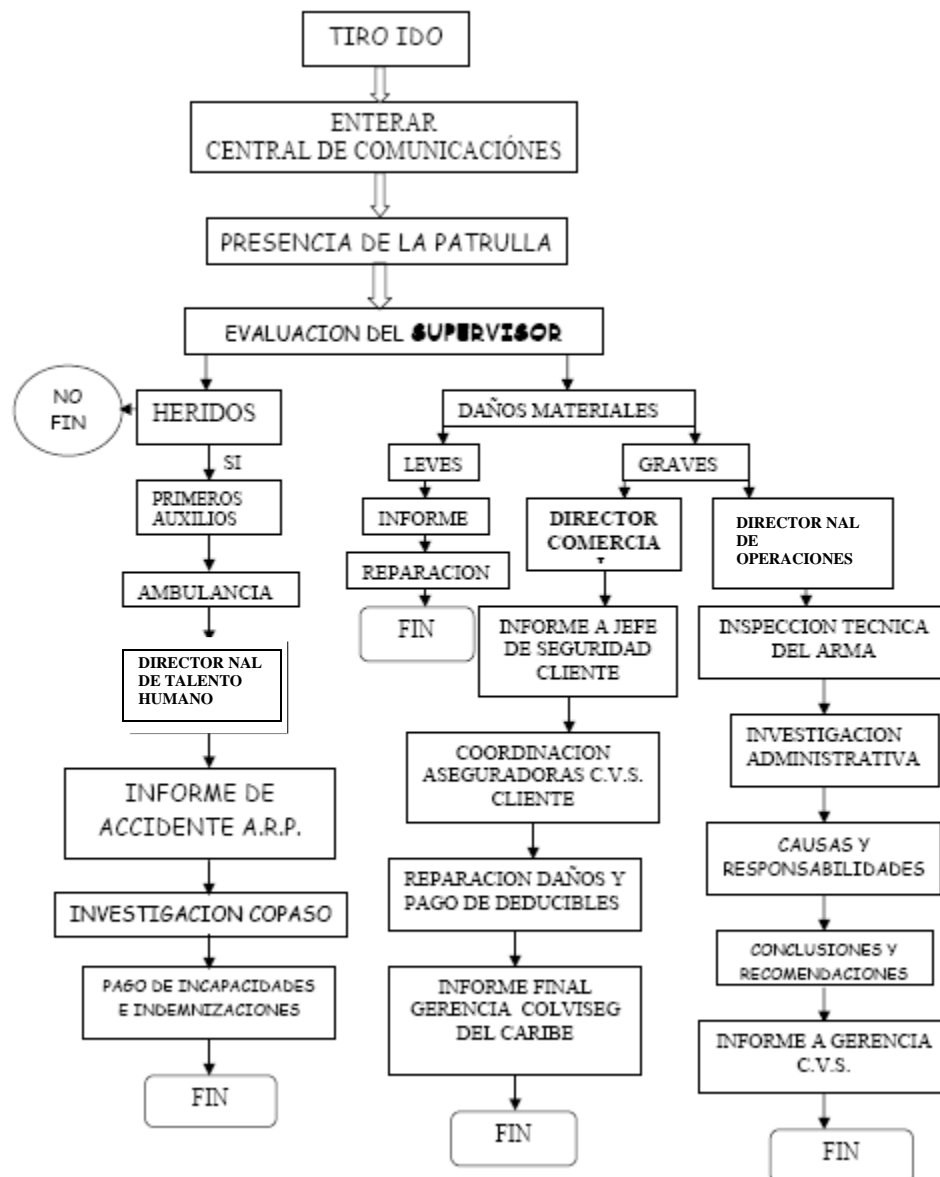 TIRO IDO
ENTERAR
CENTRAL DE COMUNICACIÓNES
PRESENCIA DE LA PATRULLA
EVALUACION DEL SUPERVISOR
NO
FIN
HERIDOS
SI
PRIMEROS
AUXILIOS
AMBULANCIA
DIRECTOR NAL
DE TALENTO
HUMANO
INFORME DE
ACCIDENTE A.R.P.
INVESTIGACION COPASO
PAGO DE INCAPACIDADES
E INDEMNIZACIONES
FIN
DAÑOS MATERIALES
LEVES
INFORME
REPARACION
FIN
GRAVES
DIRECTOR
COMERCIA
INFORME A JEFE
DE SEGURIDAD
CLIENTE
COORDINACION
ASEGURADORAS C.V.S.
CLIENTE
REPARACION DAÑOS Y
PAGO DE DEDUCIBLES
INFORME FINAL
GERENCIA COLVISEG
DEL CARIBE
FIN
DIRECTOR NAL
DE
OPERACIONES
INSPECCION TECNICA
DEL ARMA
INVESTIGACION
ADMINISTRATIVA
CAUSAS Y
RESPONSABILIDADES
CONCLUSIONES Y
RECOMENDACIONES
INFORME A GERENCIA
C.V.S.
FIN